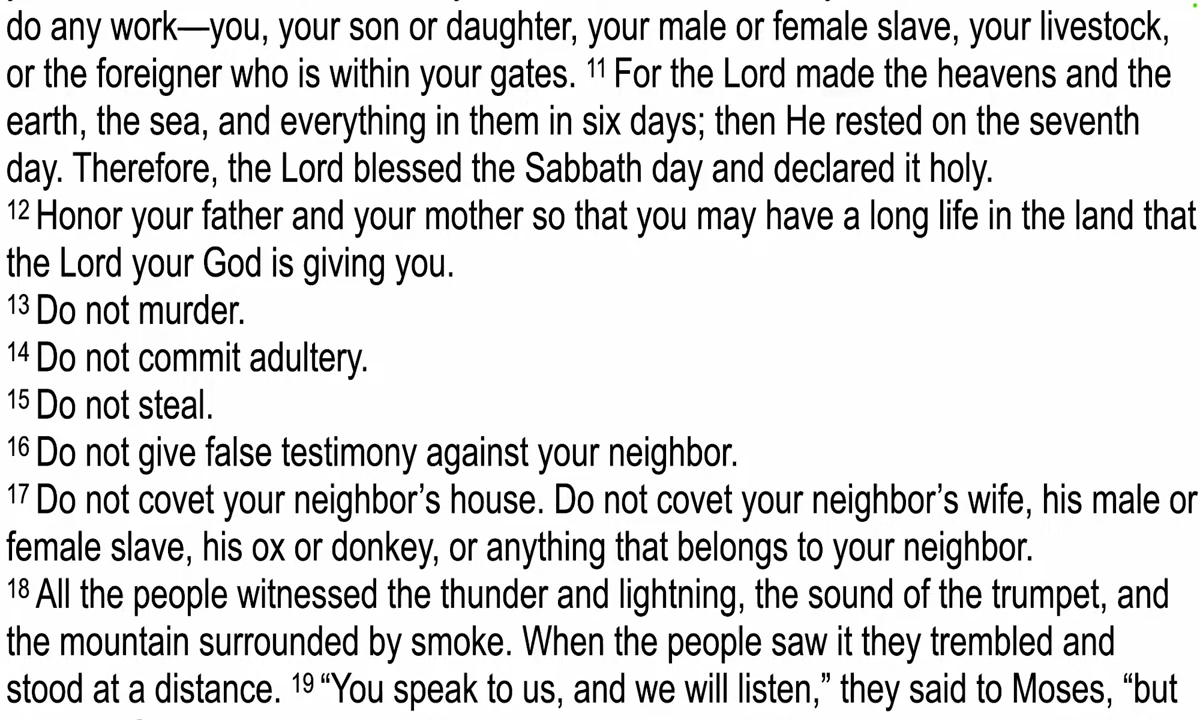 do any work—you, your son or daughter, your male or female slave, your livestock,
or the foreigner who is within your gates. 11 For the Lord made the heavens and the
earth, the sea, and everything in them in six days; then He rested on the seventh
day. Therefore, the Lord blessed the Sabbath day and declared it holy.
12 Honor your father and your mother so that you may have a long life in the land that
the Lord your God is giving you.
13 Do not murder.
14 Do not commit adultery.
15 Do not steal.
16 Do not give false testimony against your neighbor.
17 Do not covet your neighbor’s house. Do not covet your neighbor’s wife, his male or
female slave, his ox or donkey, or anything that belongs to your neighbor.
18 All the people witnessed the thunder and lightning, the sound of the trumpet, and
the mountain surrounded by smoke. When the people saw it they trembled and
stood at a distance. 19 “You speak to us, and we will listen,” they said to Moses, “but